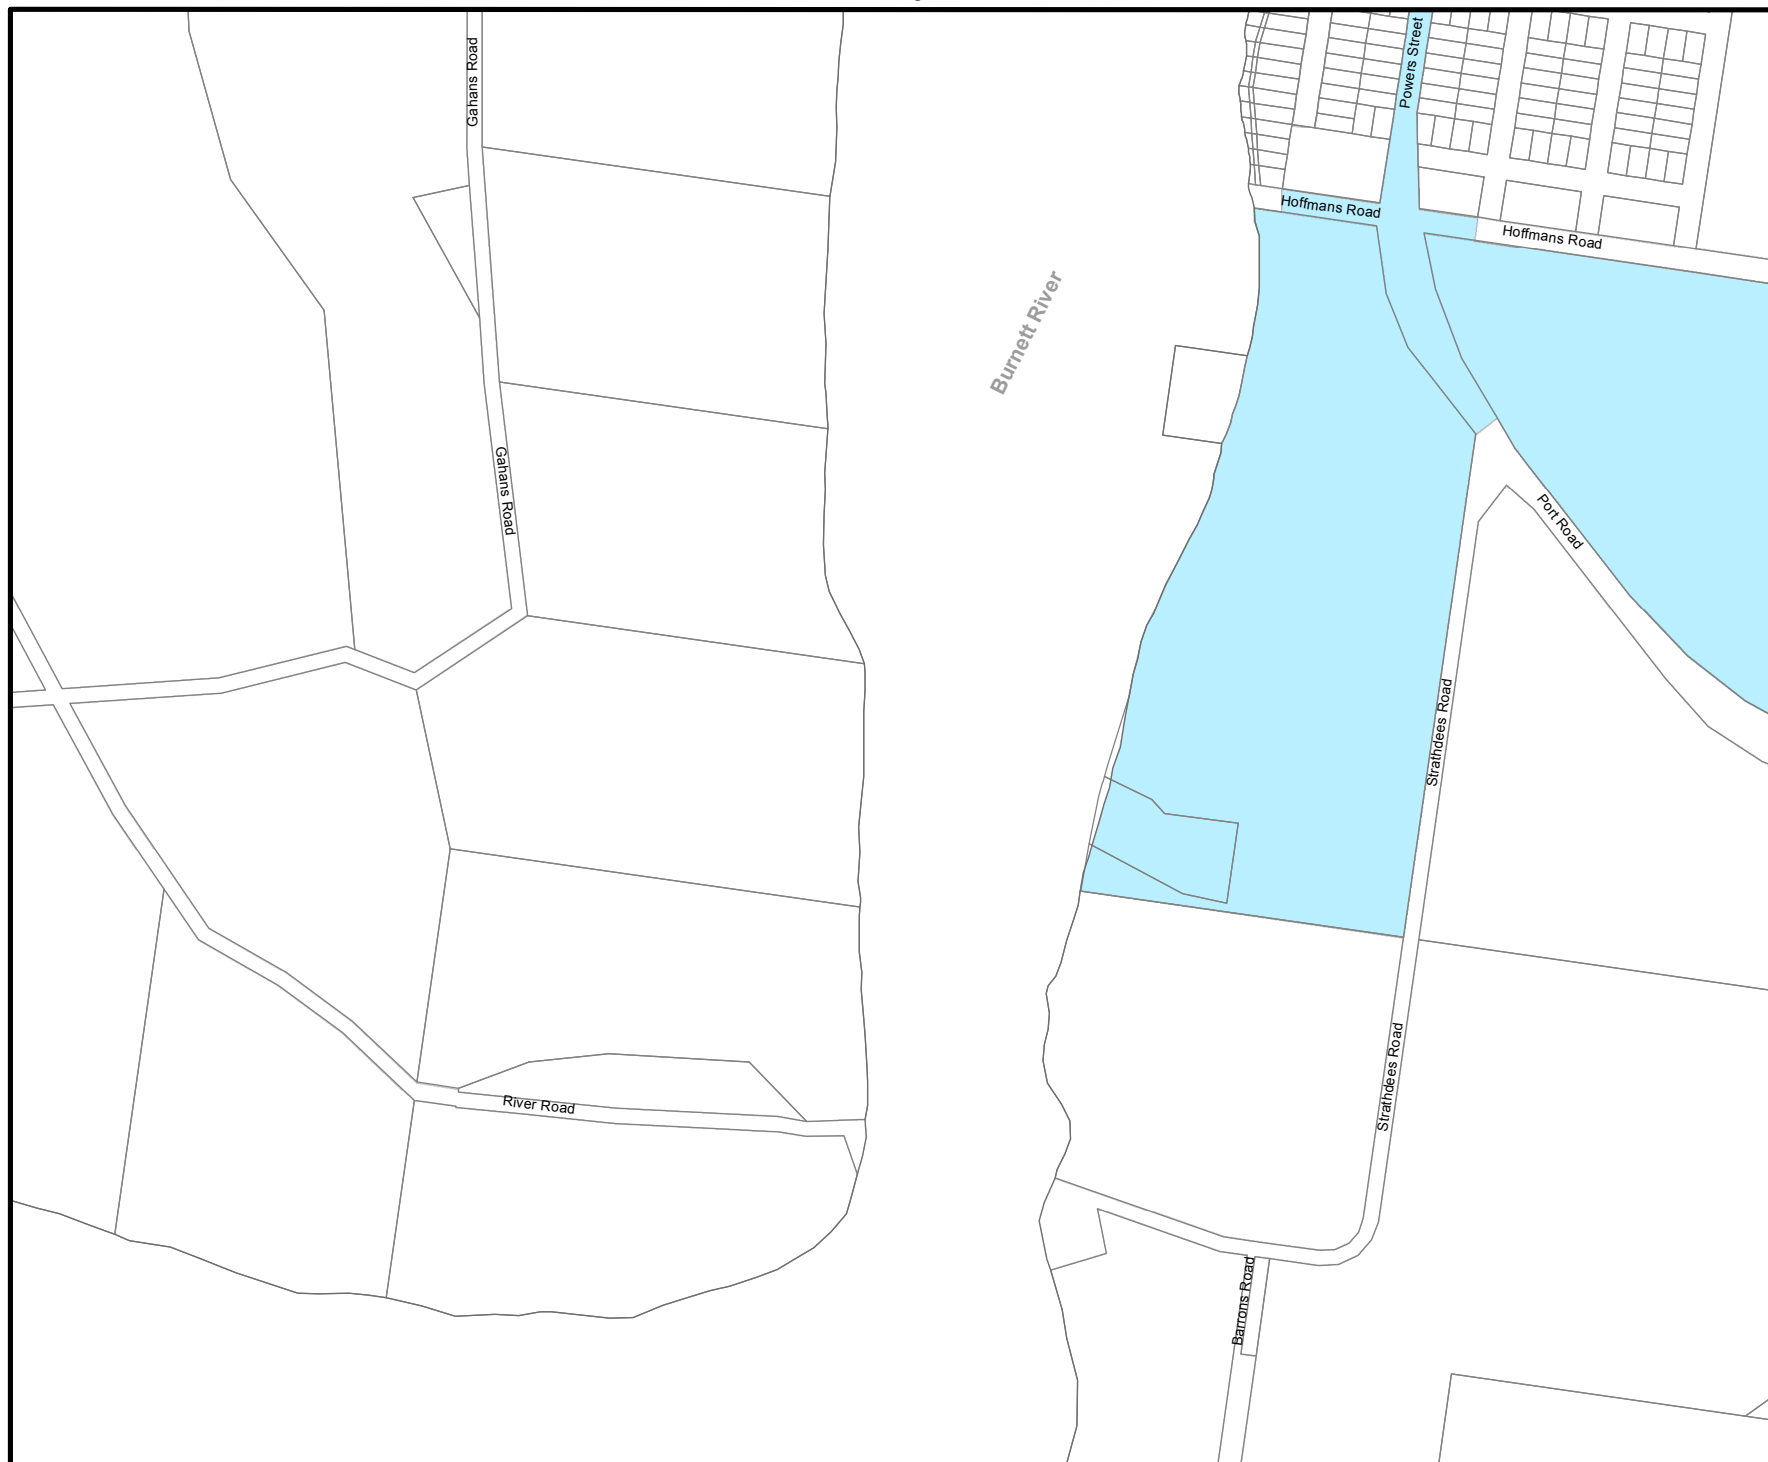 Gahans Road
Powers Street
Hoffmans Road
Hoffmans Road
Burnett River
Gahans Road
Port Road
Strathdees Road
Strathdees Road
River Road
Barrons Road